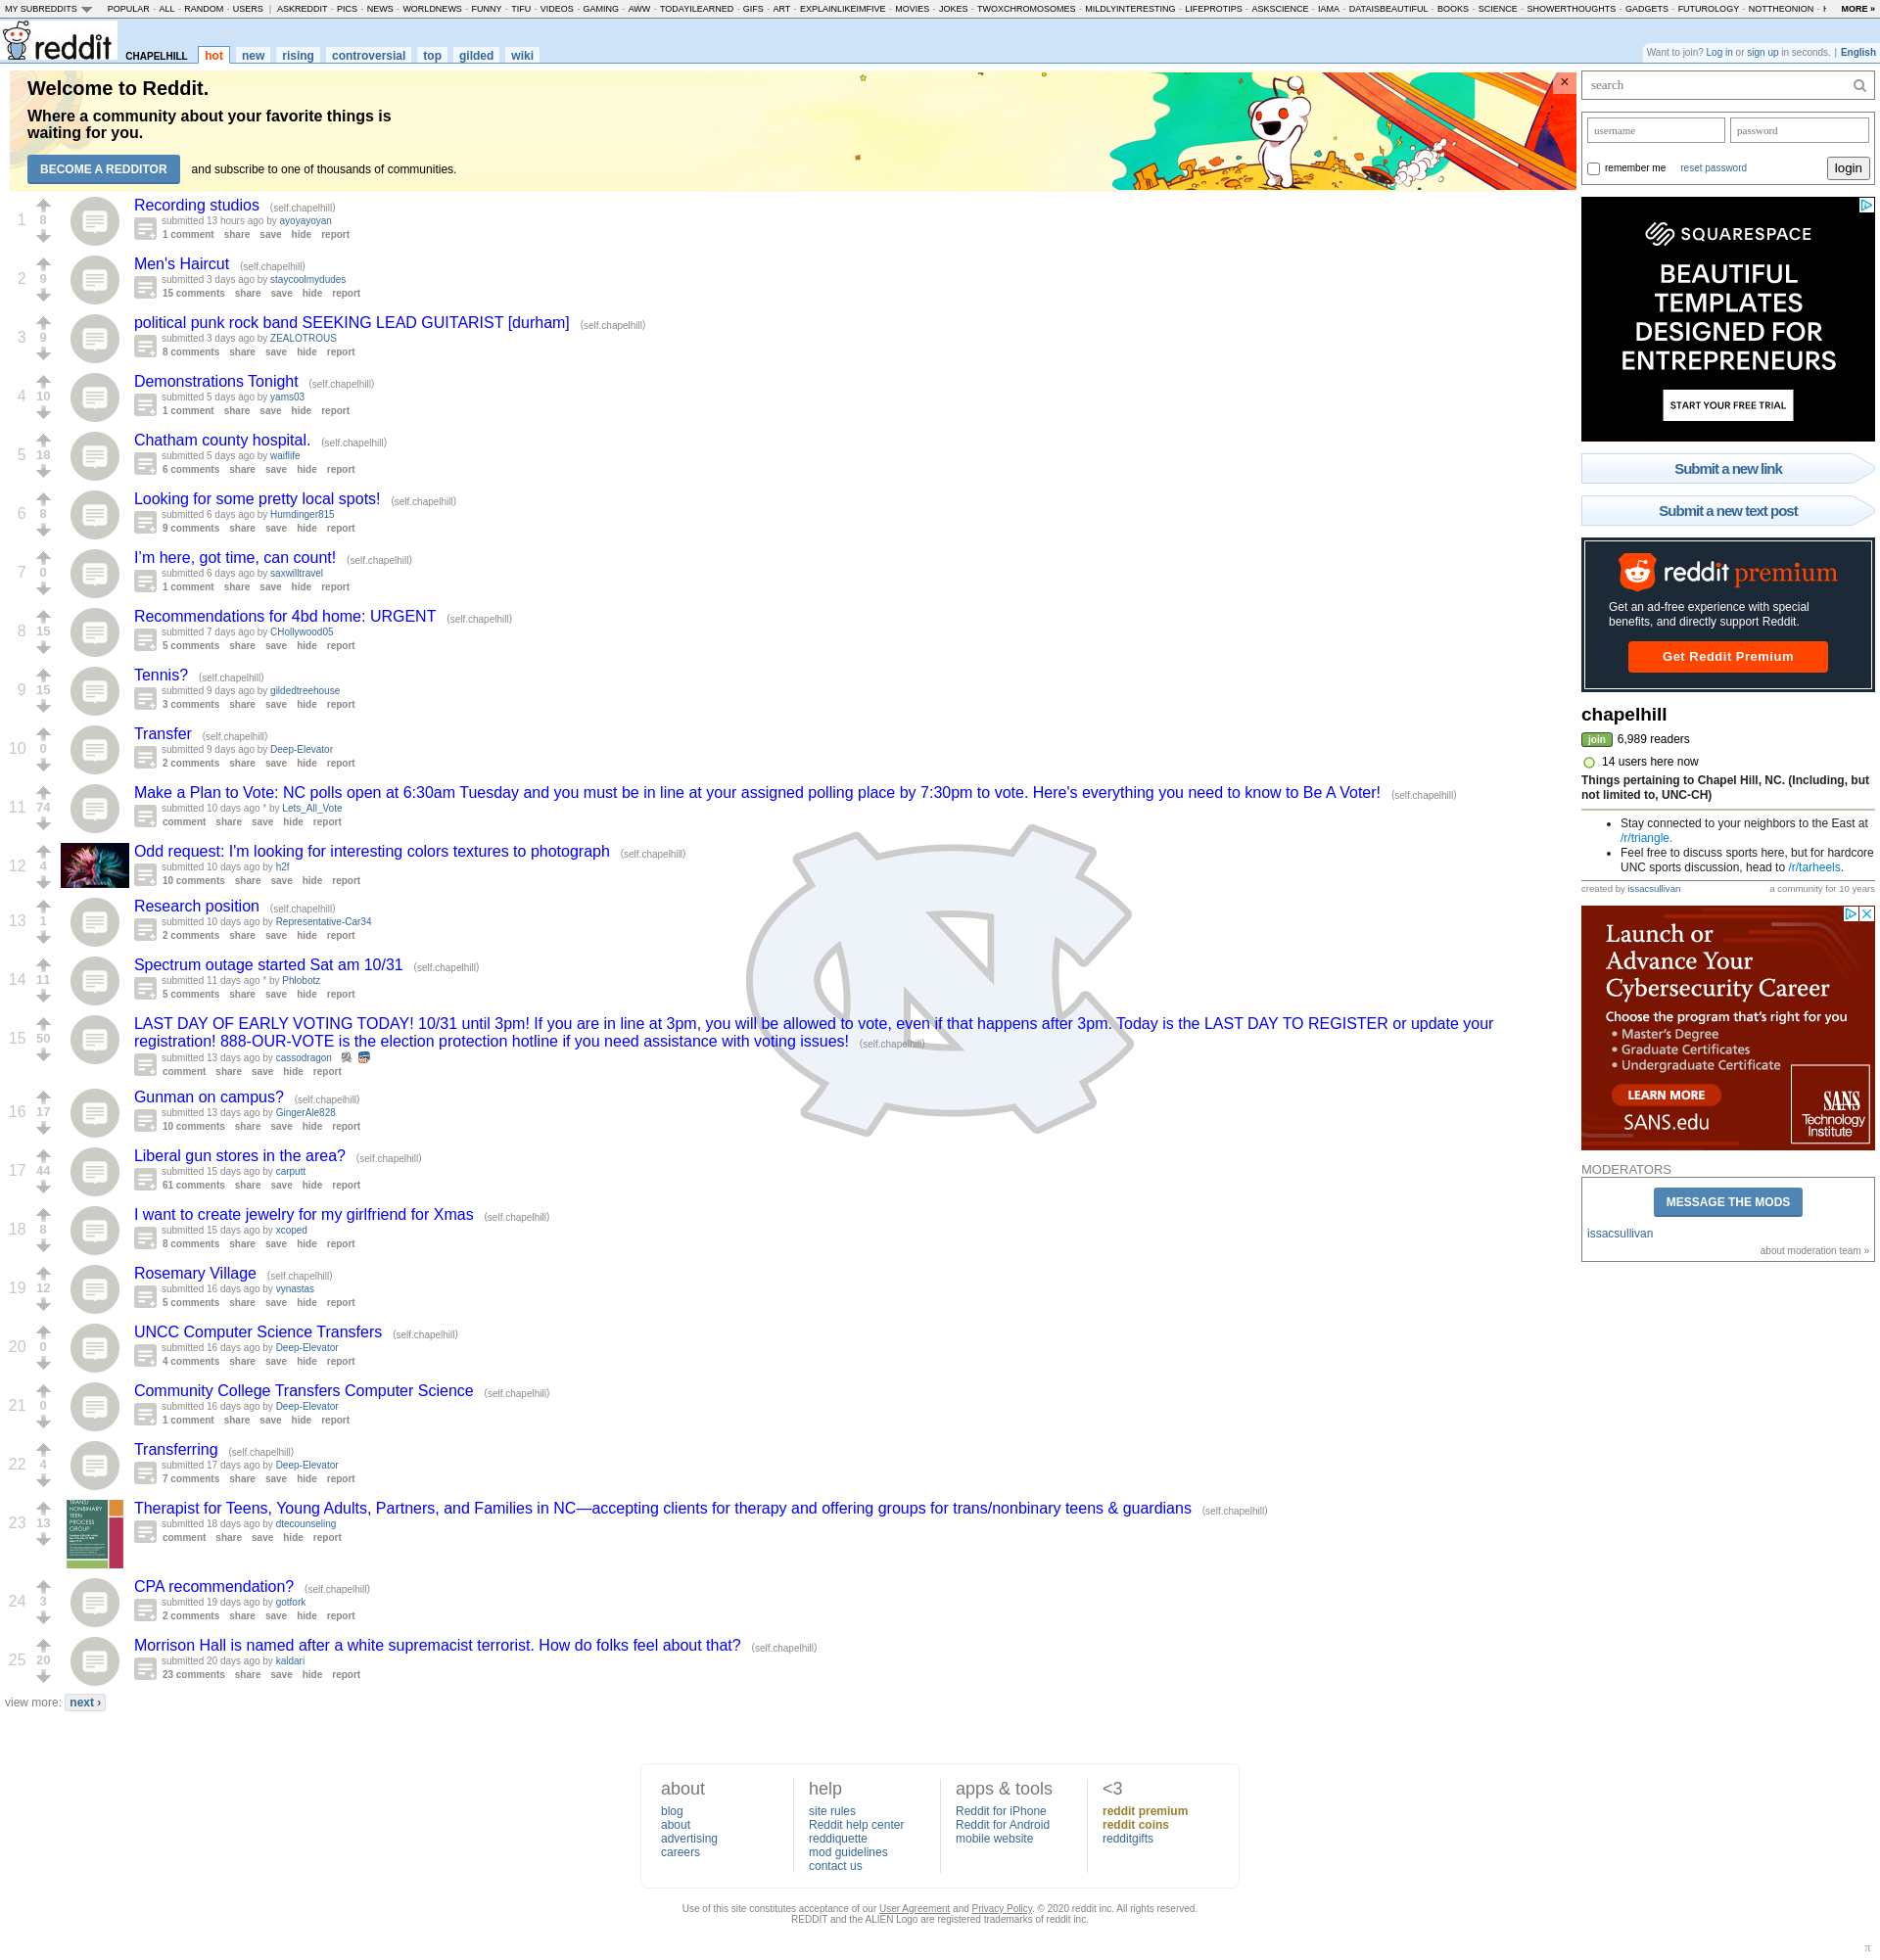 MY SUBREDDITS POPULAR - ALL - RANDOM - USERS | ASKREDDIT - PICS - NEWS - WORLDNEWS - FUNNY - TIFU - VIDEOS - GAMING - AWW - TODAYILEARNED - GIFS - ART - EXPLAINLIKEIMFIVE - MOVIES - JOKES - TWOXCHROMOSOMES - MILDLYINTERESTING - LIFEPROTIPS - ASKSCIENCE - IAMA - DATAISBEAUTIFUL - BOOKS - SCIENCE - SHOWERTHOUGHTS - GADGETS - FUTUROLOGY - NOTTHEONION - MORE »
reddit CHAPELHILL hot new rising controversial top gilded wiki
Want to join? Log in or sign up in seconds. | English
Welcome to Reddit.
Where a community about your favorite things is
waiting for you.
BECOME A REDDITOR and subscribe to one of thousands of communities.
×
1 8 Recording studios (self.chapelhill)
submitted 13 hours ago by ayoyayoyan
1 comment share save hide report
2 9 Men's Haircut (self.chapelhill)
submitted 3 days ago by staycoolmydudes
15 comments share save hide report
3 9 political punk rock band SEEKING LEAD GUITARIST [durham] (self.chapelhill)
submitted 3 days ago by ZEALOTROUS
8 comments share save hide report
4 10 Demonstrations Tonight (self.chapelhill)
submitted 5 days ago by yams03
1 comment share save hide report
5 18 Chatham county hospital. (self.chapelhill)
submitted 5 days ago by waiflife
6 comments share save hide report
6 8 Looking for some pretty local spots! (self.chapelhill)
submitted 6 days ago by Humdinger815
9 comments share save hide report
7 0 I'm here, got time, can count! (self.chapelhill)
submitted 6 days ago by saxwilltravel
1 comment share save hide report
8 15 Recommendations for 4bd home: URGENT (self.chapelhill)
submitted 7 days ago by CHollywood05
5 comments share save hide report
9 15 Tennis? (self.chapelhill)
submitted 9 days ago by gildedtreehouse
3 comments share save hide report
10 0 Transfer (self.chapelhill)
submitted 9 days ago by Deep-Elevator
2 comments share save hide report
11 74 Make a Plan to Vote: NC polls open at 6:30am Tuesday and you must be in line at your assigned polling place by 7:30pm to vote. Here's everything you need to know to Be A Voter! (self.chapelhill)
submitted 10 days ago * by Lets_All_Vote
comment share save hide report
12 4 Odd request: I'm looking for interesting colors textures to photograph (self.chapelhill)
submitted 10 days ago by h2f
10 comments share save hide report
13 1 Research position (self.chapelhill)
submitted 10 days ago by Representative-Car34
2 comments share save hide report
14 11 Spectrum outage started Sat am 10/31 (self.chapelhill)
submitted 11 days ago * by Phlobotz
5 comments share save hide report
15 50 LAST DAY OF EARLY VOTING TODAY! 10/31 until 3pm! If you are in line at 3pm, you will be allowed to vote, even if that happens after 3pm. Today is the LAST DAY TO REGISTER or update your
registration! 888-OUR-VOTE is the election protection hotline if you need assistance with voting issues! (self.chapelhill)
submitted 13 days ago by cassodragon
comment share save hide report
16 17 Gunman on campus? (self.chapelhill)
submitted 13 days ago by GingerAle828
10 comments share save hide report
17 44 Liberal gun stores in the area? (self.chapelhill)
submitted 15 days ago by carputt
61 comments share save hide report
18 8 I want to create jewelry for my girlfriend for Xmas (self.chapelhill)
submitted 15 days ago by xcoped
8 comments share save hide report
19 12 Rosemary Village (self.chapelhill)
submitted 16 days ago by vynastas
5 comments share save hide report
20 0 UNCC Computer Science Transfers (self.chapelhill)
submitted 16 days ago by Deep-Elevator
4 comments share save hide report
21 0 Community College Transfers Computer Science (self.chapelhill)
submitted 16 days ago by Deep-Elevator
1 comment share save hide report
22 4 Transferring (self.chapelhill)
submitted 17 days ago by Deep-Elevator
7 comments share save hide report
TRANS/
NONBINARY
TEEN
PROCESS
GROUP
23 13 Therapist for Teens, Young Adults, Partners, and Families in NC—accepting clients for therapy and offering groups for trans/nonbinary teens & guardians (self.chapelhill)
submitted 18 days ago by dtecounseling
comment share save hide report
24 3 CPA recommendation? (self.chapelhill)
submitted 19 days ago by gotfork
2 comments share save hide report
25 20 Morrison Hall is named after a white supremacist terrorist. How do folks feel about that? (self.chapelhill)
submitted 20 days ago by kaldari
23 comments share save hide report
view more: next ›
search
username password
remember me reset password login
SQUARESPACE
BEAUTIFUL
TEMPLATES
DESIGNED FOR
ENTREPRENEURS
START YOUR FREE TRIAL
Submit a new link
Submit a new text post
reddit premium
Get an ad-free experience with special
benefits, and directly support Reddit.
Get Reddit Premium
chapelhill
join 6,989 readers
14 users here now
Things pertaining to Chapel Hill, NC. (Including, but
not limited to, UNC-CH)
• Stay connected to your neighbors to the East at
/r/triangle.
• Feel free to discuss sports here, but for hardcore
UNC sports discussion, head to /r/tarheels.
created by issacsullivan a community for 10 years
Launch or
Advance Your
Cybersecurity Career
Choose the program that's right for you
• Master's Degree
• Graduate Certificates
• Undergraduate Certificate
LEARN MORE
SANS.edu
SANS
Technology
Institute
MODERATORS
MESSAGE THE MODS
issacsullivan
about moderation team »
about
blog
about
advertising
careers
help
site rules
Reddit help center
reddiquette
mod guidelines
contact us
apps & tools
Reddit for iPhone
Reddit for Android
mobile website
<3
reddit premium
reddit coins
redditgifts
Use of this site constitutes acceptance of our User Agreement and Privacy Policy. © 2020 reddit inc. All rights reserved.
REDDIT and the ALIEN Logo are registered trademarks of reddit inc.
π